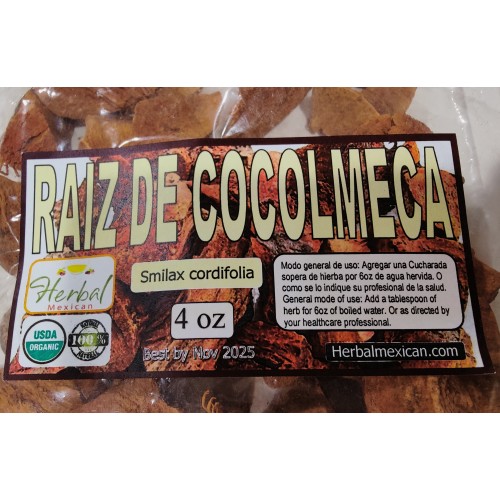 RAIZ DE COCOLMECA
Herbal
Mexican
Smilax cordifolia
4 oz
USDA
ORGANIC
100%
Best by Nov 2025
Modo general de uso: Agregar una Cucharada
sopera de hierba por 6oz de agua hervida. O
como se lo indique su profesional de la salud.
General mode of use: Add a tablespoon of
herb for 6oz of boiled water. Or as directed by
your healthcare professional.
Herbalmexican.com